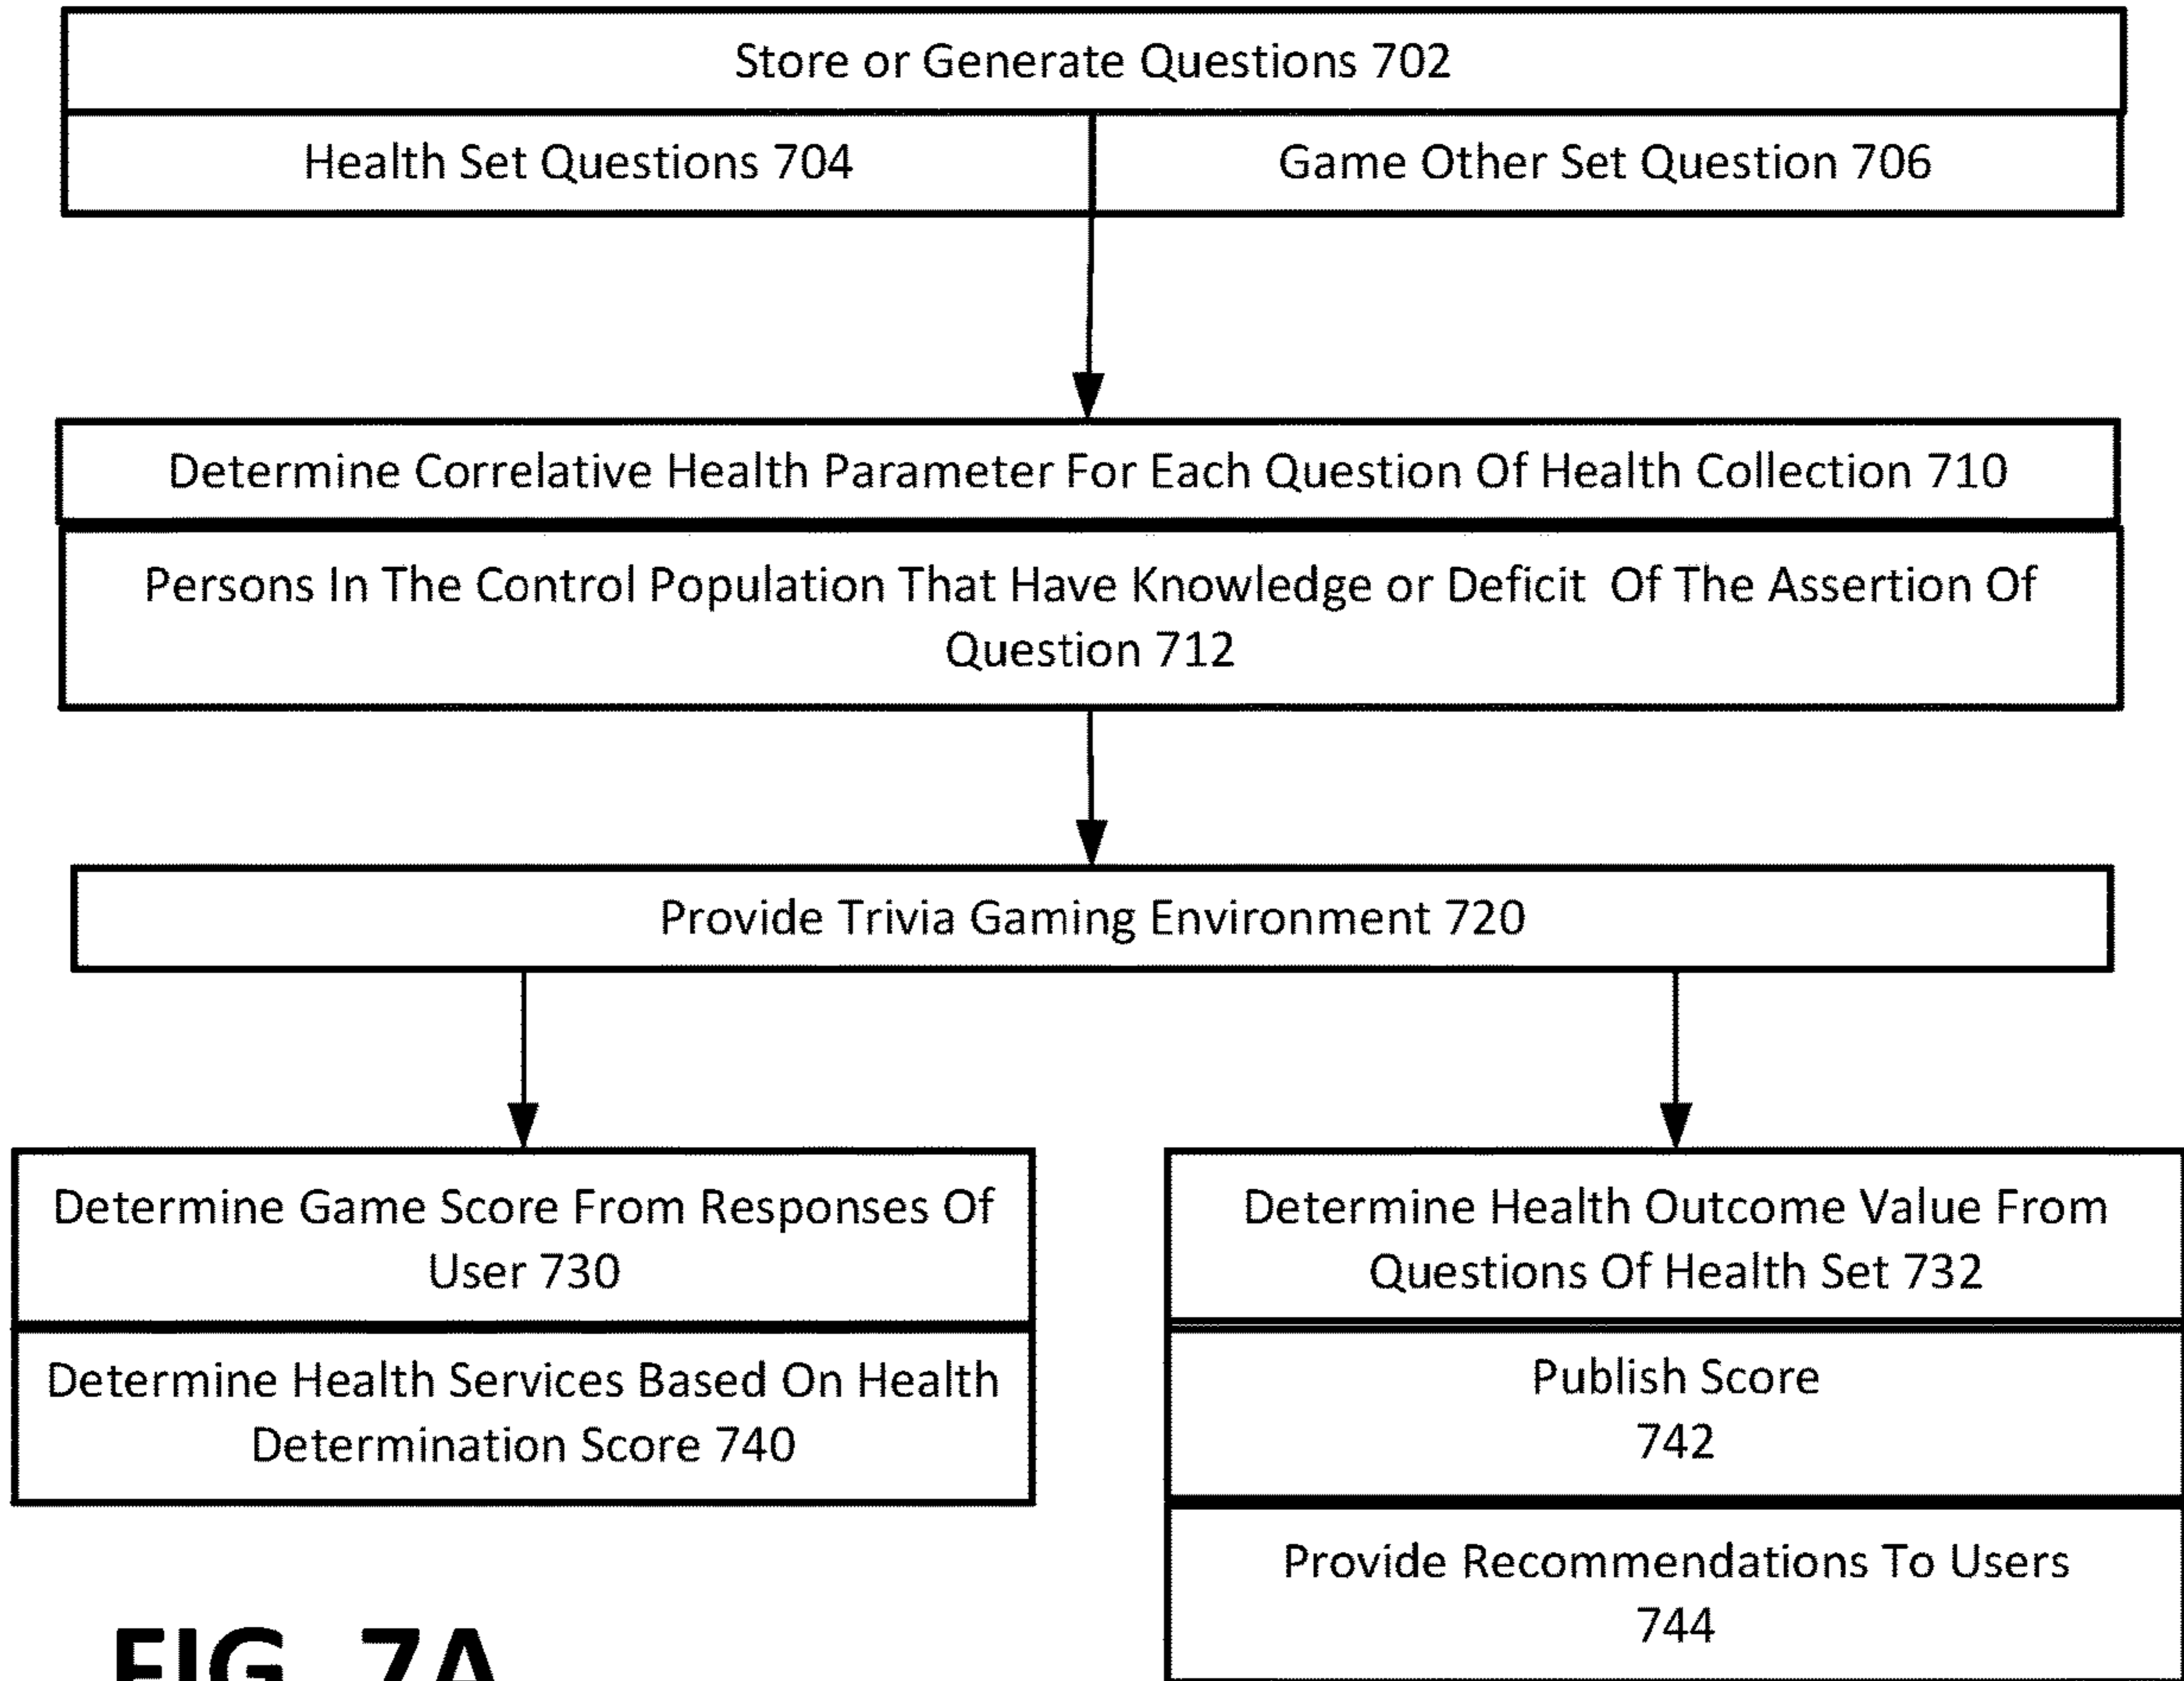 Store or Generate Questions 702
Health Set Questions 704
Game Other Set Question 706
Determine Correlative Health Parameter For Each Question Of Health Collection 710
Persons In The Control Population That Have Knowledge or Deficit Of The Assertion Of
Question 712
Provide Trivia Gaming Environment 720
Determine Game Score From Responses Of
User 730
Determine Health Services Based On Health
Determination Score 740
Determine Health Outcome Value From
Questions Of Health Set 732
Publish Score
742
Provide Recommendations To Users
744
FIG. 7A